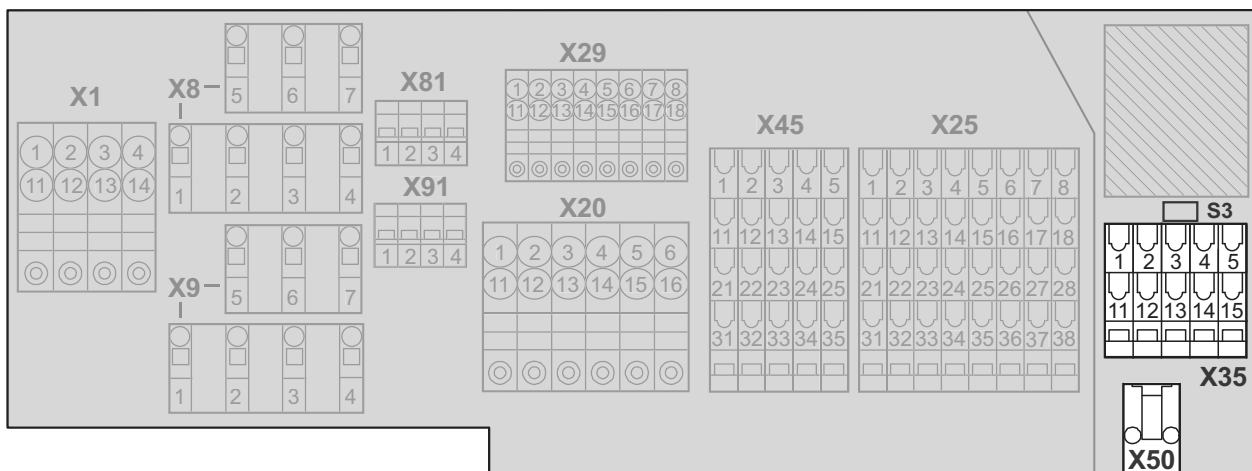 X1
1 2 3 4
11 12 13 14
X8
5 6 7
1 2 3 4
X9
5 6 7
1 2 3 4
X81
1 2 3 4
X91
1 2 3 4
X29
1 2 3 4 5 6 7 8
11 12 13 14 15 16 17 18
X20
1 2 3 4 5 6
11 12 13 14 15 16
X45
1 2 3 4 5
11 12 13 14 15
21 22 23 24 25
31 32 33 34 35
X25
1 2 3 4 5 6 7 8
11 12 13 14 15 16 17 18
21 22 23 24 25 26 27 28
31 32 33 34 35 36 37 38
S3
1 2 3 4 5
11 12 13 14 15
X35
X50